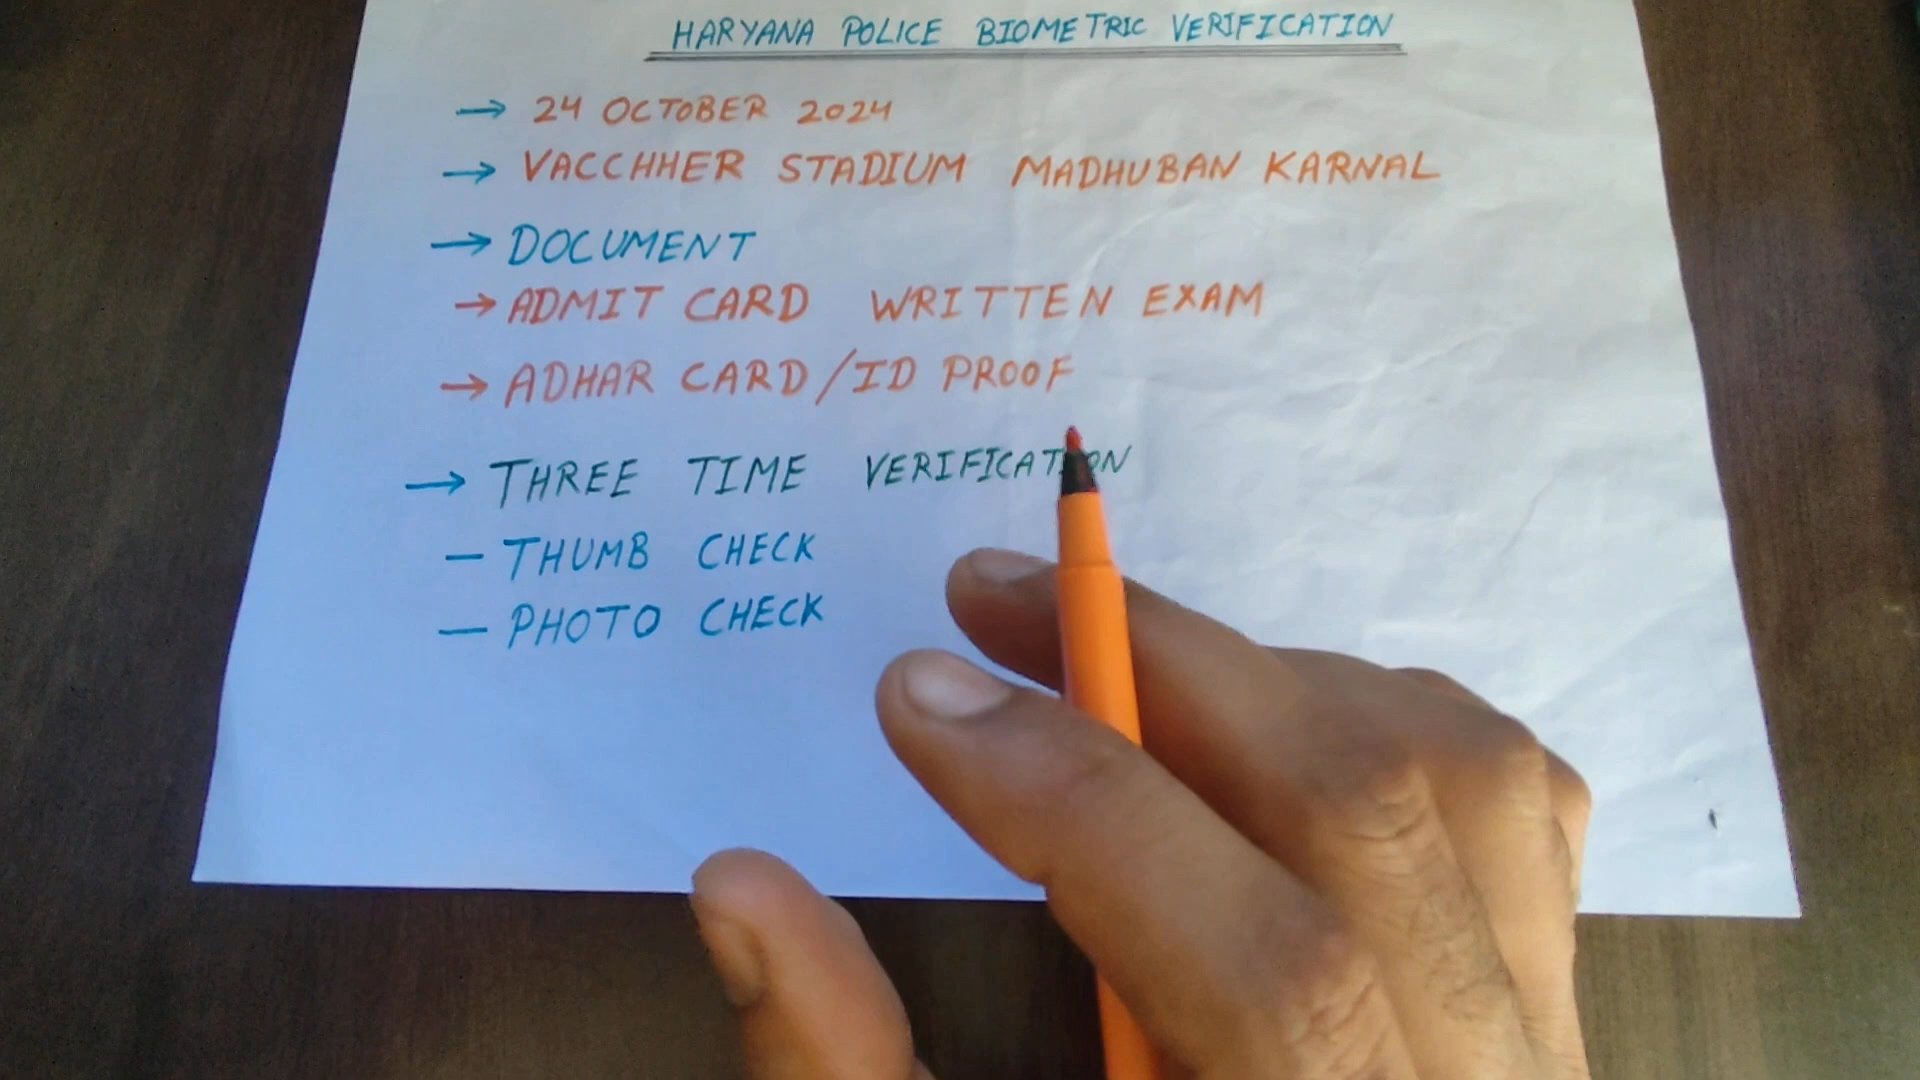 HARYANA POLICE BIOMETRIC VERIFICATION
→ 24 OCTOBER 2024
→ VACCHHER STADIUM MADHUBAN KARNAL
→ DOCUMENT
→ ADMIT CARD WRITTEN EXAM
→ ADHAR CARD/ID PROOF
→ THREE TIME VERIFICATION
— THUMB CHECK
— PHOTO CHECK